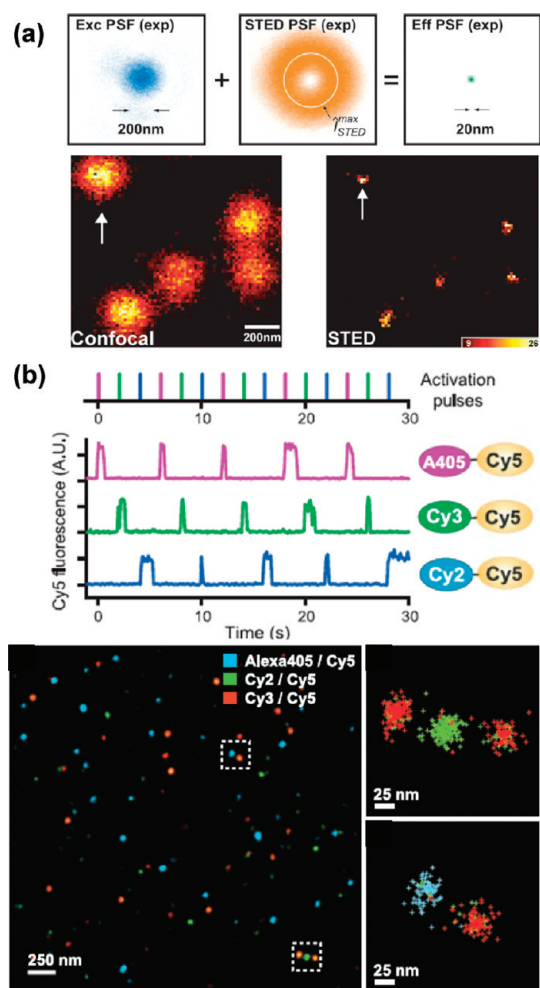 (a)
Exc PSF (exp)
STED PSF (exp)
Eff PSF (exp)
+
=
200nm
I max STED
20nm
Confocal
200nm
STED
9 26
(b)
Activation
pulses
0 10 20 30
Cy5 fluorescence (A.U.)
A405 Cy5
Cy3 Cy5
Cy2 Cy5
0 10 20 30
Time (s)
Alexa405 / Cy5
Cy2 / Cy5
Cy3 / Cy5
250 nm
25 nm
25 nm